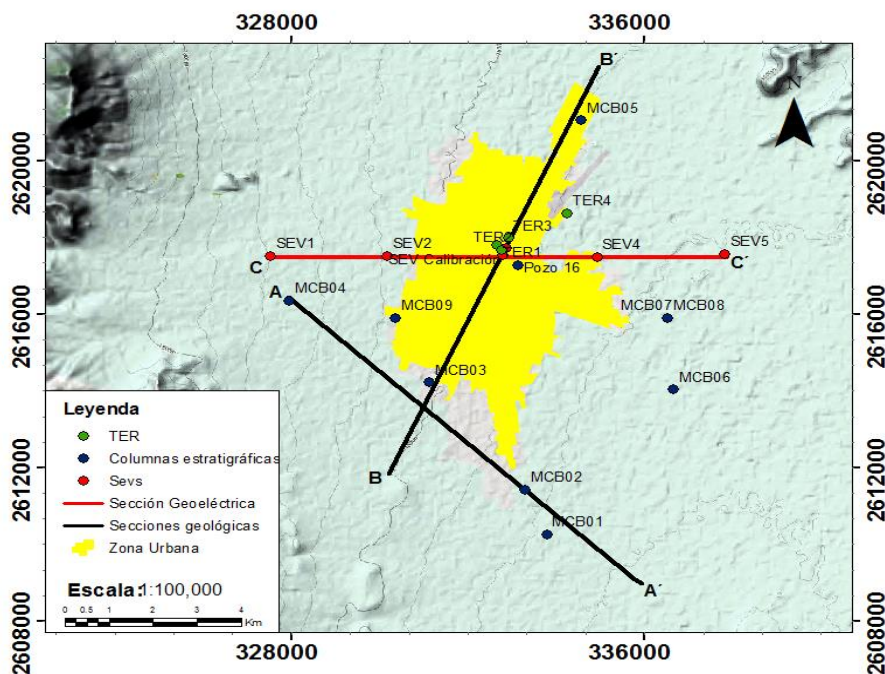 328000
336000
2620000
2616000
2612000
2608000
B´
N
MCB05
TER4
TER3
TER
TER1
SEV1
SEV2
SEV Calibración
SEV4
SEV5
C
C´
Pozo 16
A
MCB04
MCB09
MCB07
MCB08
MCB03
MCB06
B
MCB02
MCB01
A´
Leyenda
TER
Columnas estratigráficas
Sevs
Sección Geoeléctrica
Secciones geológicas
Zona Urbana
Escala: 1:100,000
0 0.5 1 2 3 4
Km
2620000
2616000
2612000
2608000
328000
336000